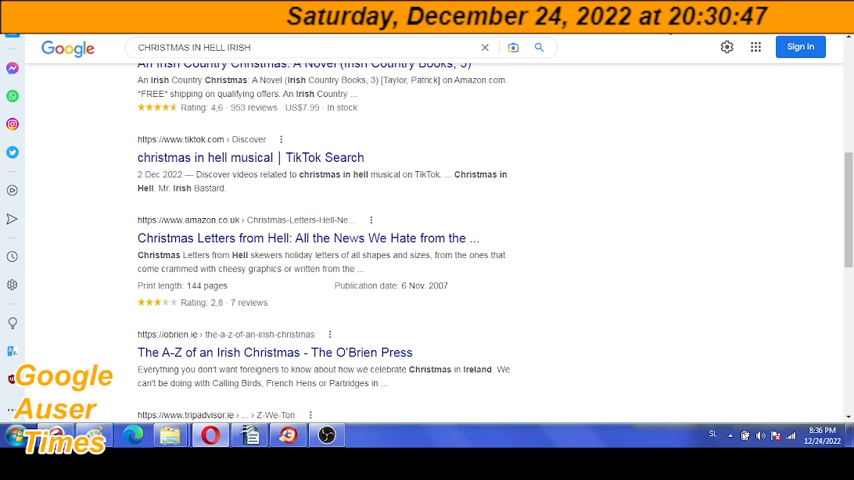 Saturday, December 24, 2022 at 20:30:47
Google
CHRISTMAS IN HELL IRISH
Sign in
An Irish Country Christmas: A Novel (Irish Country Books, 3)
An Irish Country Christmas: A Novel (Irish Country Books, 3) [Taylor, Patrick] on Amazon.com.
*FREE* shipping on qualifying offers. An Irish Country ...
Rating: 4,6 · 953 reviews · US$7.99 · In stock
https://www.tiktok.com › Discover
christmas in hell musical | TikTok Search
2 Dec 2022 — Discover videos related to christmas in hell musical on TikTok. ... Christmas in
Hell. Mr. Irish Bastard.
https://www.amazon.co.uk › Christmas-Letters-Hell-Ne...
Christmas Letters from Hell: All the News We Hate from the ...
Christmas Letters from Hell skewers holiday letters of all shapes and sizes, from the ones that
come crammed with cheesy graphics or written from the ...
Print length: 144 pages
Publication date: 6 Nov. 2007
Rating: 2,8 · 7 reviews
https://obrien.ie › the-a-z-of-an-irish-christmas
The A-Z of an Irish Christmas - The O'Brien Press
Everything you don't want foreigners to know about how we celebrate Christmas in Ireland. We
can't be doing with Calling Birds, French Hens or Partridges in ...
https://www.tripadvisor.ie › ... › Z-We-Ton
Google
Auser
Times
SL
8:36 PM
12/24/2022